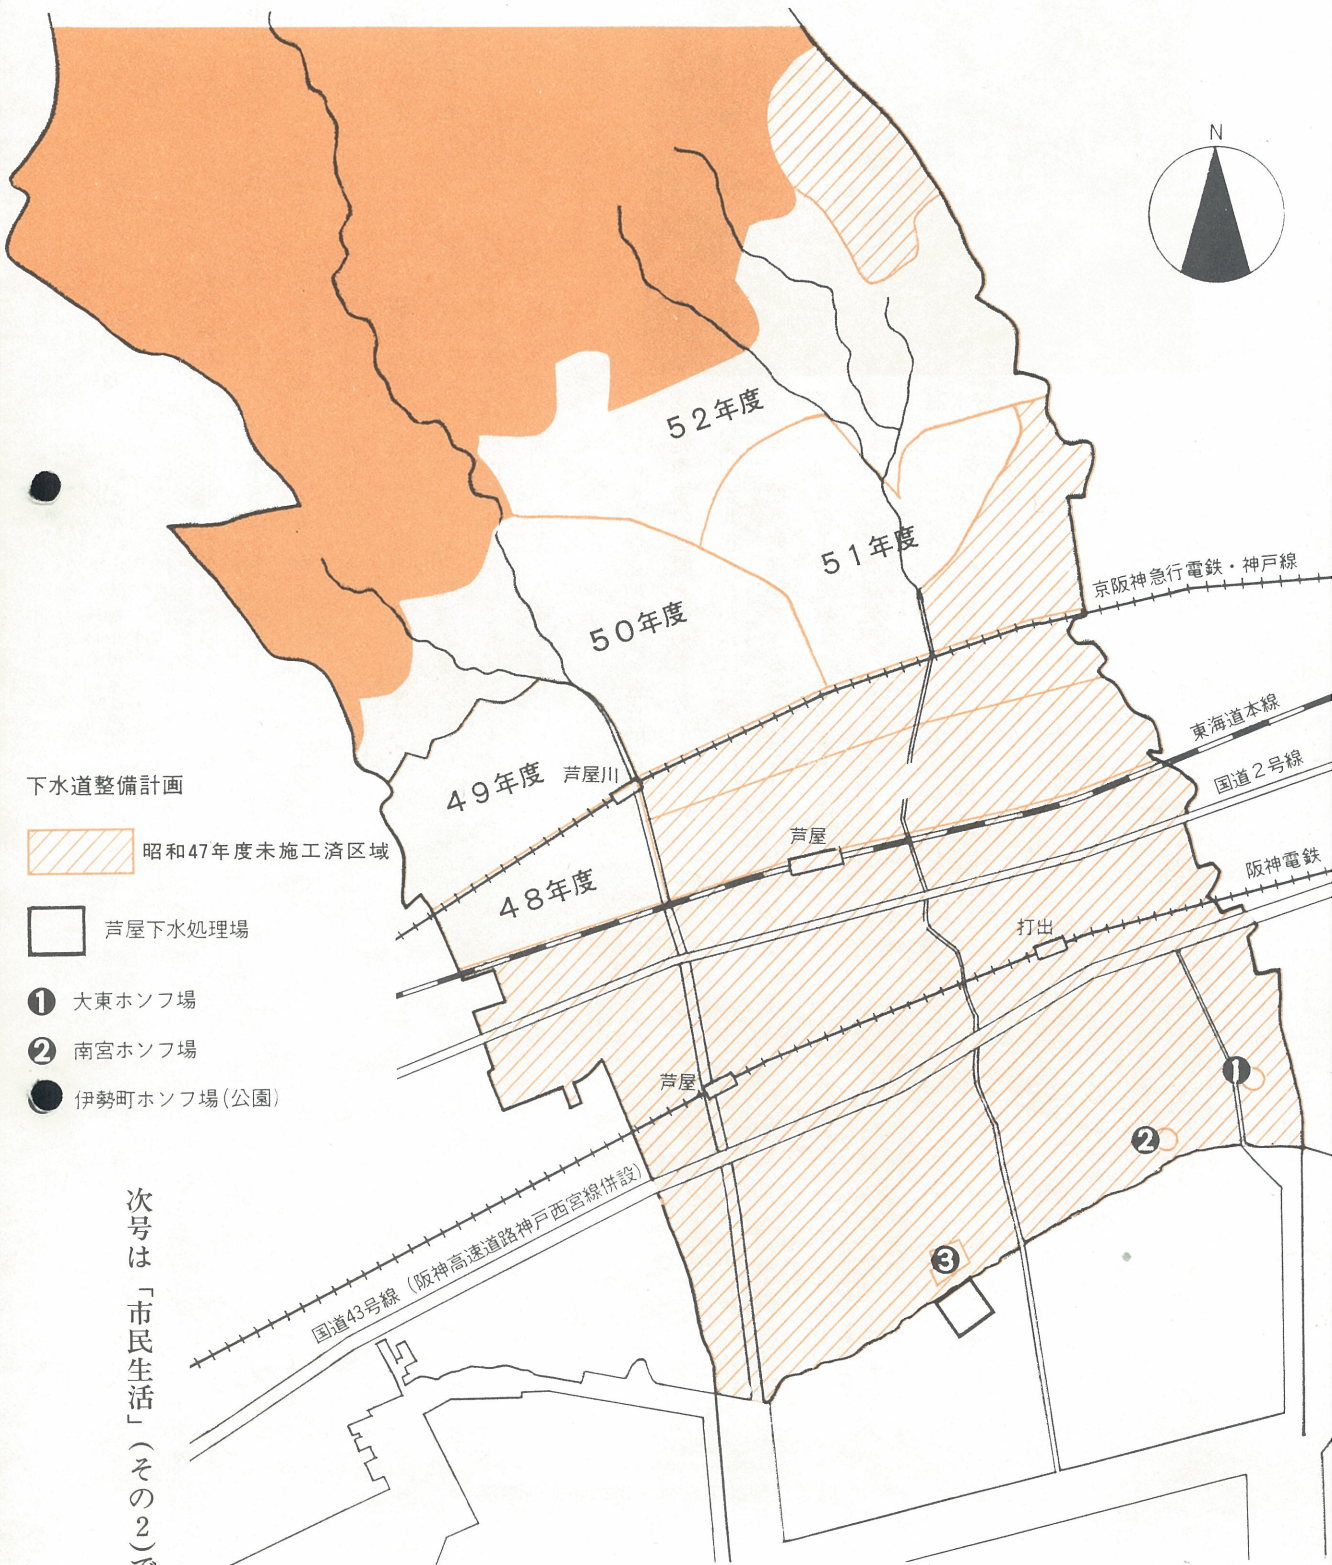 N
52年度
51年度
50年度
49年度
48年度
京阪神急行電鉄・神戸線
東海道本線
国道2号線
阪神電鉄
芦屋川
芦屋
打出
芦屋
国道43号線(阪神高速道路神戸西宮線併設)
1
2
3
下水道整備計画
昭和47年度末施工済区域
芦屋下水処理場
1 大東ホンフ場
2 南宮ホンフ場
伊勢町ホンフ場(公園)
次号は「市民生活」(その2)で